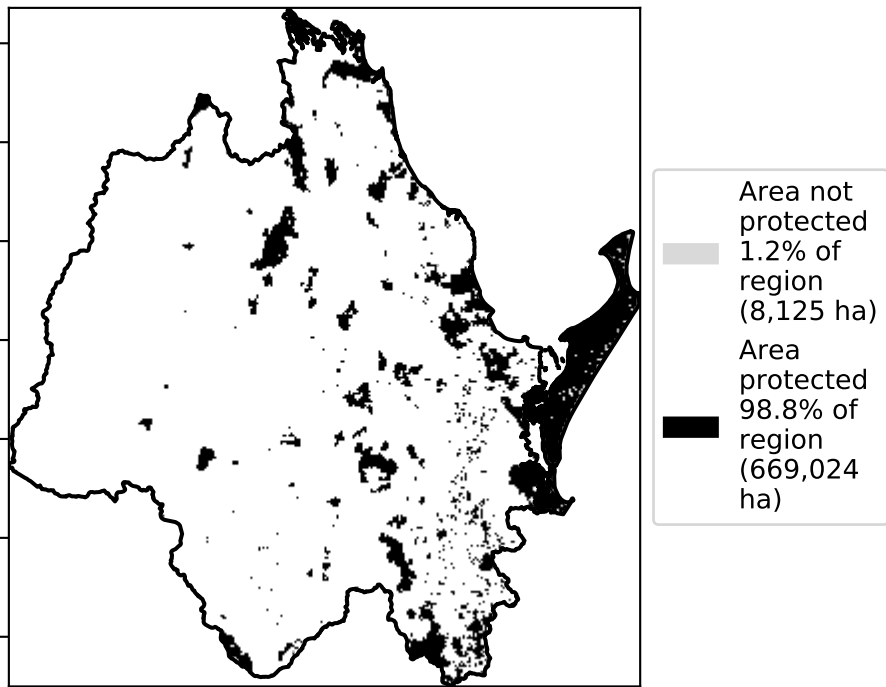 Area not
protected
1.2% of
region
(8,125 ha)
Area
protected
98.8% of
region
(669,024
ha)